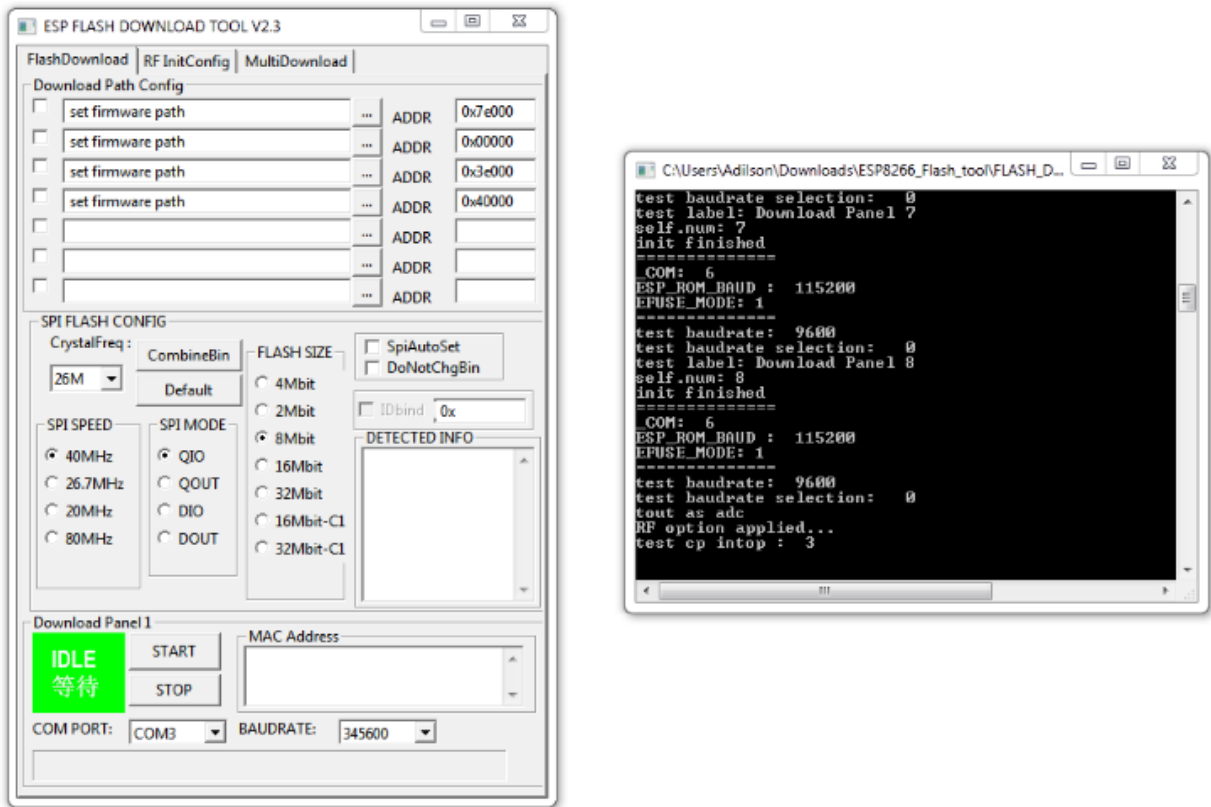 ESP FLASH DOWNLOAD TOOL V2.3
FlashDownload RF InitConfig MultiDownload
Download Path Config
set firmware path ... ADDR 0x7e000
set firmware path ... ADDR 0x00000
set firmware path ... ADDR 0x3e000
set firmware path ... ADDR 0x40000
... ADDR
... ADDR
... ADDR
SPI FLASH CONFIG
CrystalFreq :
26M
CombineBin
Default
SPI SPEED
40MHz
26.7MHz
20MHz
80MHz
SPI MODE
QIO
QOUT
DIO
DOUT
FLASH SIZE
4Mbit
2Mbit
8Mbit
16Mbit
32Mbit
16Mbit-C1
32Mbit-C1
SpiAutoSet
DoNotChgBin
IDbind 0x
DETECTED INFO
Download Panel 1
IDLE
等待
START
STOP
MAC Address
COM PORT: COM3 BAUDRATE: 345600
C:\Users\Adilson\Downloads\ESP8266_Flash_tool\FLASH_D...
test baudrate selection: 0
test label: Download Panel 7
self.num: 7
init finished
==============
_COM: 6
ESP_ROM_BAUD : 115200
EFUSE_MODE: 1
==============
test baudrate: 9600
test baudrate selection: 0
test label: Download Panel 8
self.num: 8
init finished
==============
_COM: 6
ESP_ROM_BAUD : 115200
EFUSE_MODE: 1
==============
test baudrate: 9600
test baudrate selection: 0
tout as adc
RF option applied...
test cp intop : 3